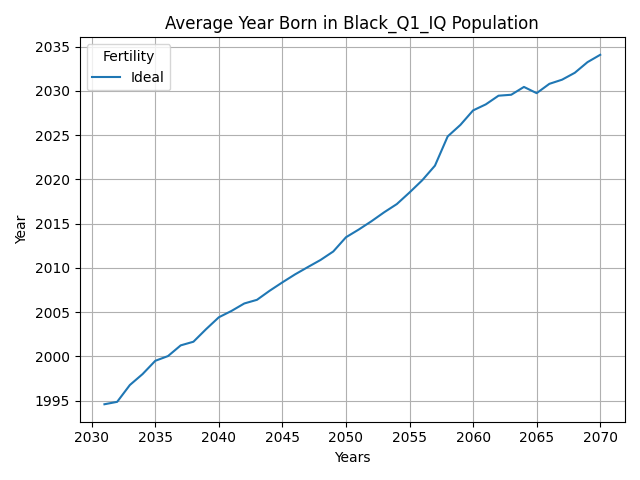 Average Year Born in Black_Q1_IQ Population
Fertility
Ideal
2035
2030
2025
2020
2015
2010
2005
2000
1995
Year
2030 2035 2040 2045 2050 2055 2060 2065 2070
Years